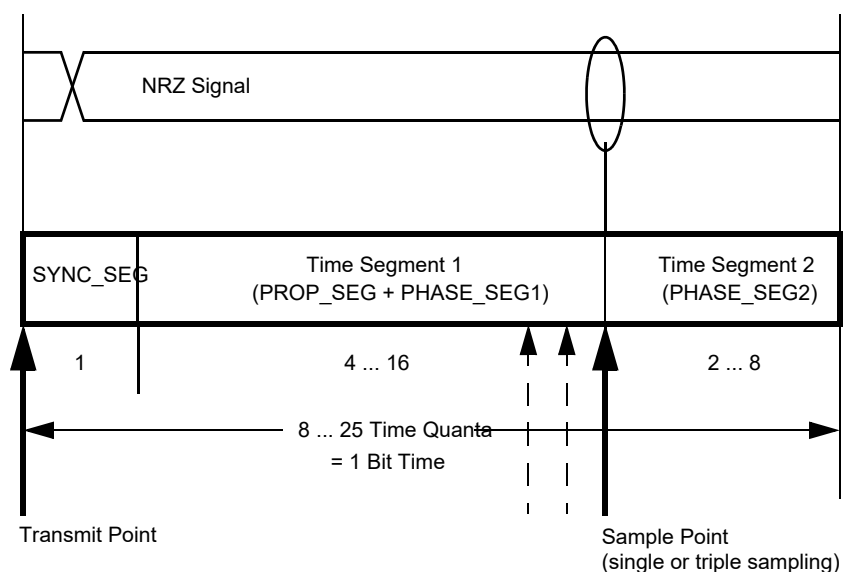 NRZ Signal
SYNC_SEG
Time Segment 1
(PROP_SEG + PHASE_SEG1)
Time Segment 2
(PHASE_SEG2)
1
4 ... 16
2 ... 8
8 ... 25 Time Quanta
= 1 Bit Time
Transmit Point
Sample Point
(single or triple sampling)